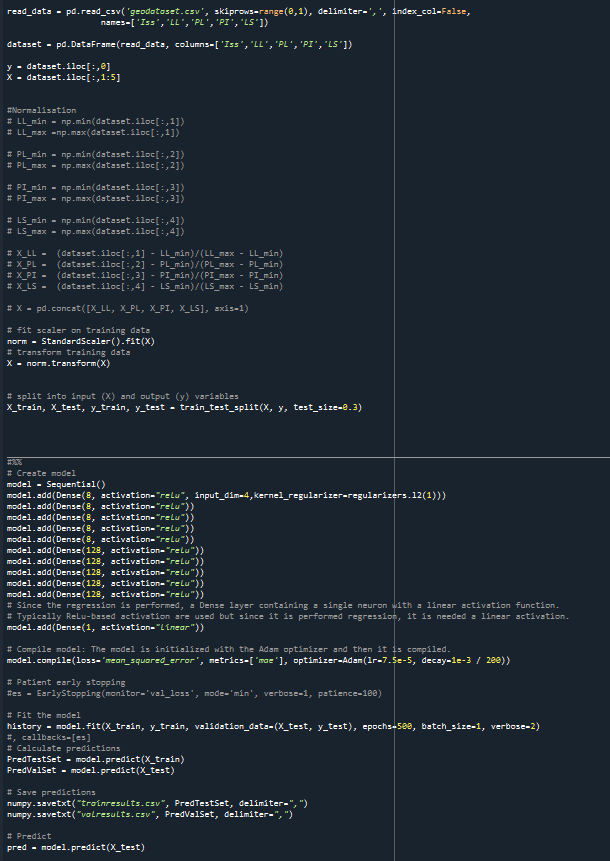 read_data = pd.read_csv('geodataset.csv', skiprows=range(0,1), delimiter=',', index_col=False,
names=['Iss','LL','PL','PI','LS'])
dataset = pd.DataFrame(read_data, columns=['Iss','LL','PL','PI','LS'])
y = dataset.iloc[:,0]
X = dataset.iloc[:,1:5]
#Normalisation
# LL_min = np.min(dataset.iloc[:,1])
# LL_max =np.max(dataset.iloc[:,1])
# PL_min = np.min(dataset.iloc[:,2])
# PL_max = np.max(dataset.iloc[:,2])
# PI_min = np.min(dataset.iloc[:,3])
# PI_max = np.max(dataset.iloc[:,3])
# LS_min = np.min(dataset.iloc[:,4])
# LS_max = np.max(dataset.iloc[:,4])
# X_LL =  (dataset.iloc[:,1] - LL_min)/(LL_max - LL_min)
# X_PL =  (dataset.iloc[:,2] - PL_min)/(PL_max - PL_min)
# X_PI =  (dataset.iloc[:,3] - PI_min)/(PI_max - PI_min)
# X_LS =  (dataset.iloc[:,4] - LS_min)/(LS_max - LS_min)
# X = pd.concat([X_LL, X_PL, X_PI, X_LS], axis=1)
# fit scaler on training data
norm = StandardScaler().fit(X)
# transform training data
X = norm.transform(X)
# split into input (X) and output (y) variables
X_train, X_test, y_train, y_test = train_test_split(X, y, test_size=0.3)
#%%
# Create model
model = Sequential()
model.add(Dense(8, activation="relu", input_dim=4,kernel_regularizer=regularizers.l2(1)))
model.add(Dense(8, activation="relu"))
model.add(Dense(8, activation="relu"))
model.add(Dense(8, activation="relu"))
model.add(Dense(8, activation="relu"))
model.add(Dense(128, activation="relu"))
model.add(Dense(128, activation="relu"))
model.add(Dense(128, activation="relu"))
model.add(Dense(128, activation="relu"))
model.add(Dense(128, activation="relu"))
# Since the regression is performed, a Dense layer containing a single neuron with a linear activation function.
# Typically ReLu-based activation are used but since it is performed regression, it is needed a linear activation.
model.add(Dense(1, activation="linear"))
# Compile model: The model is initialized with the Adam optimizer and then it is compiled.
model.compile(loss='mean_squared_error', metrics=['mae'], optimizer=Adam(lr=7.5e-5, decay=1e-3 / 200))
# Patient early stopping
#es = EarlyStopping(monitor='val_loss', mode='min', verbose=1, patience=100)
# Fit the model
history = model.fit(X_train, y_train, validation_data=(X_test, y_test), epochs=500, batch_size=1, verbose=2)
#, callbacks=[es]
# Calculate predictions
PredTestSet = model.predict(X_train)
PredValSet = model.predict(X_test)
# Save predictions
numpy.savetxt("trainresults.csv", PredTestSet, delimiter=",")
numpy.savetxt("valresults.csv", PredValSet, delimiter=",")
# Predict
pred = model.predict(X_test)